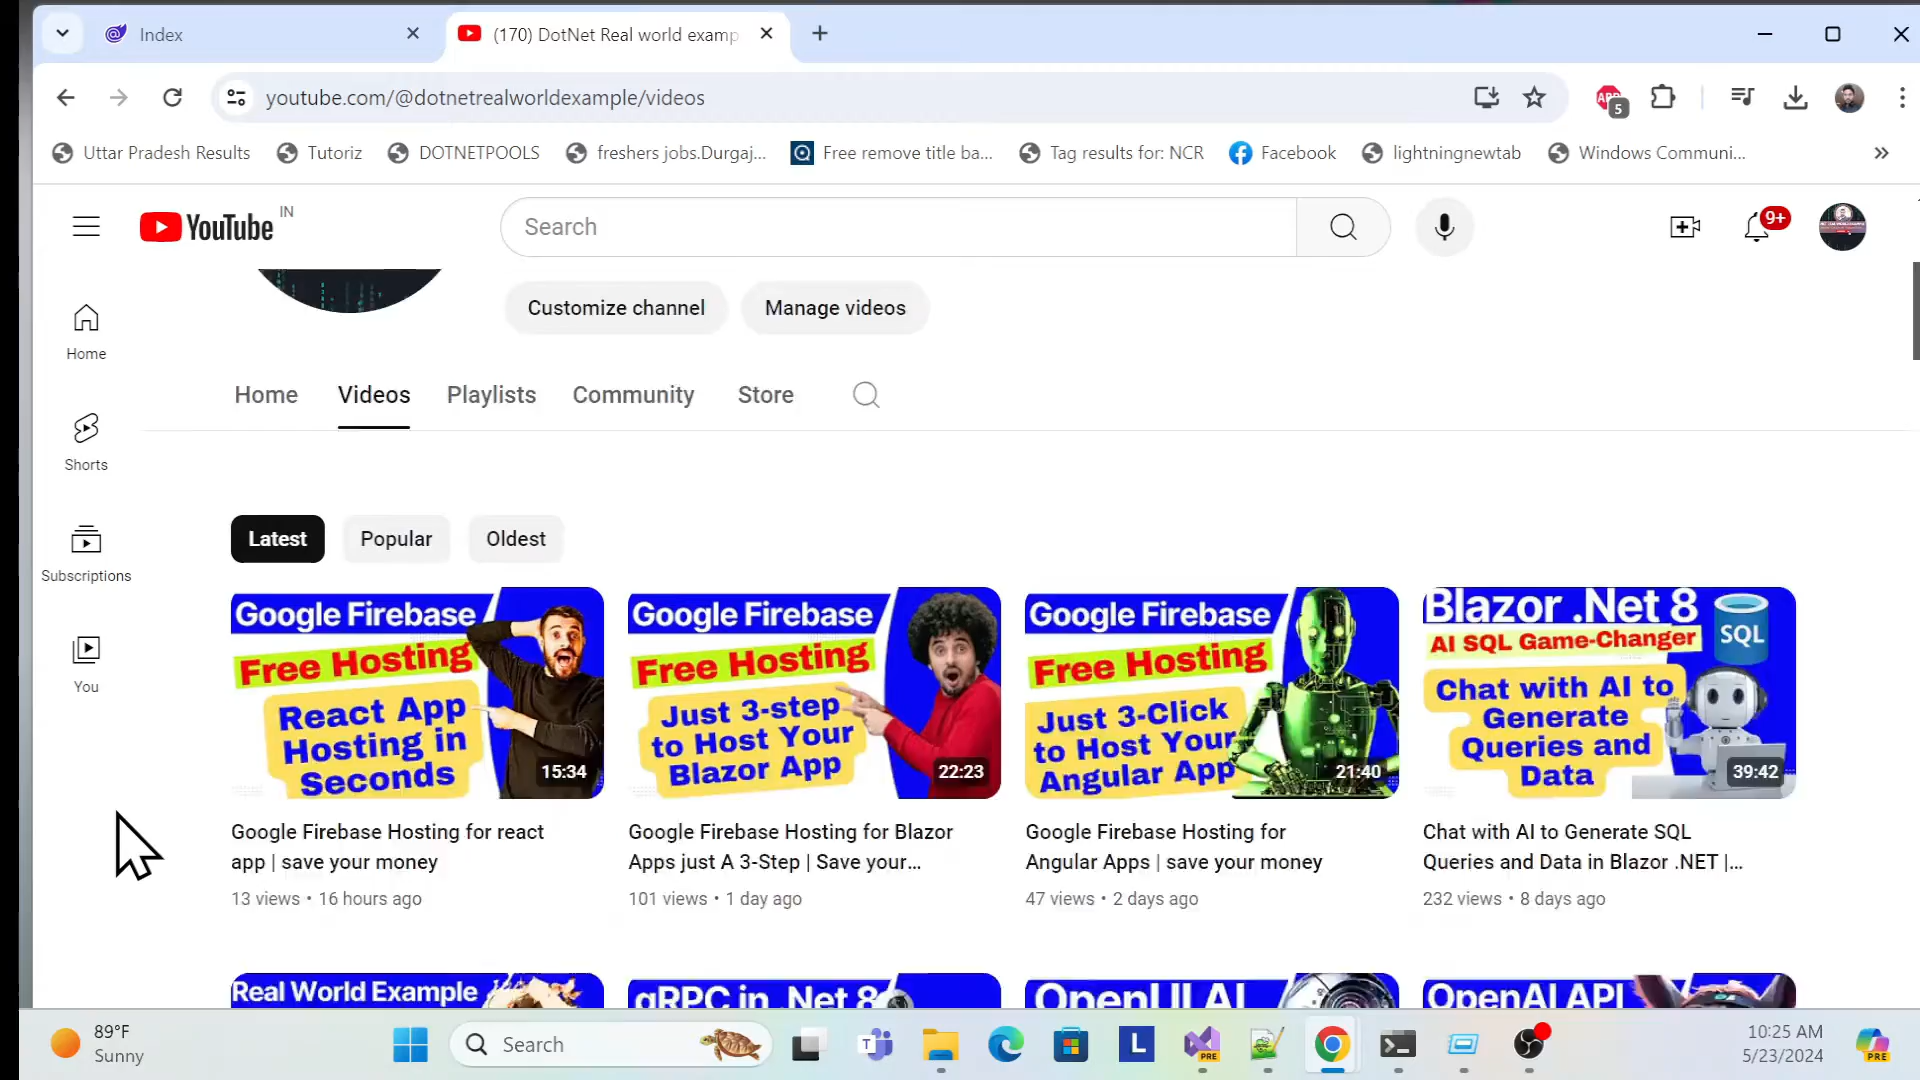 Index
(170) DotNet Real world examp
youtube.com/@dotnetrealworldexample/videos
5
Uttar Pradesh Results
Tutoriz
DOTNETPOOLS
freshers jobs.Durgaj...
Free remove title ba...
Tag results for: NCR
Facebook
lightningnewtab
Windows Communi...
YouTube IN
Search
9+
Customize channel
Manage videos
Home
Shorts
Subscriptions
You
Home
Videos
Playlists
Community
Store
Latest
Popular
Oldest
Google Firebase
Free Hosting
React App
Hosting in
Seconds
15:34
Google Firebase Hosting for react
app | save your money
13 views • 16 hours ago
Google Firebase
Free Hosting
Just 3-step
to Host Your
Blazor App
22:23
Google Firebase Hosting for Blazor
Apps just A 3-Step | Save your...
101 views • 1 day ago
Google Firebase
Free Hosting
Just 3-Click
to Host Your
Angular App
21:40
Google Firebase Hosting for
Angular Apps | save your money
47 views • 2 days ago
Blazor .Net 8
AI SQL Game-Changer
SQL
Chat with AI to
Generate
Queries and
Data
39:42
Chat with AI to Generate SQL
Queries and Data in Blazor .NET |...
232 views • 8 days ago
Real World Example
gRPC in .Net 8
OpenAI API
89°F
Sunny
Search
L
PRE
10:25 AM
5/23/2024
PRE